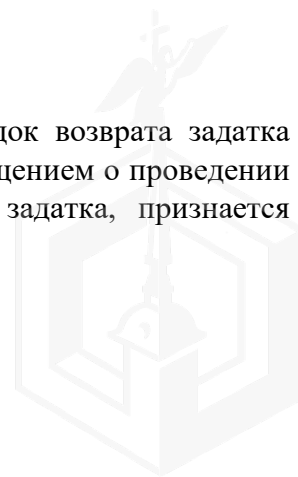 док возврата задатка
щением о проведении
задатка, признается